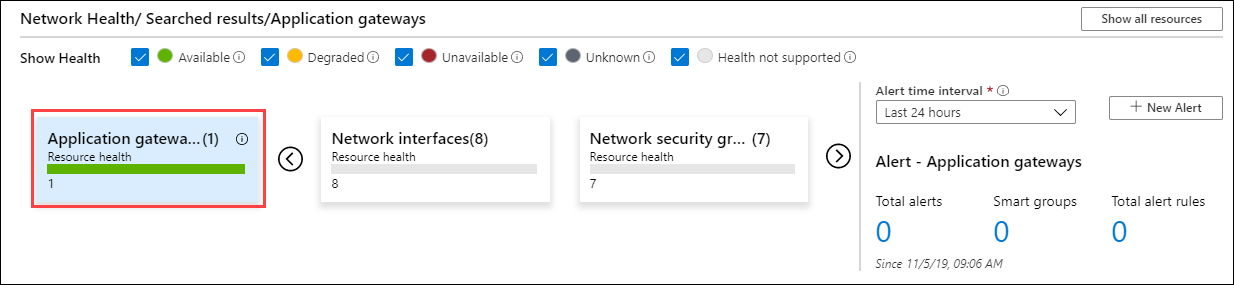 Network Health/ Searched results/Application gateways
Show all resources
Show Health
Available
Degraded
Unavailable
Unknown
Health not supported
Application gatewa...(1)
Resource health
1
Network interfaces(8)
Resource health
8
Network security gr... (7)
Resource health
7
Alert time interval *
Last 24 hours
+ New Alert
Alert - Application gateways
Total alerts
0
Smart groups
0
Total alert rules
0
Since 11/5/19, 09:06 AM